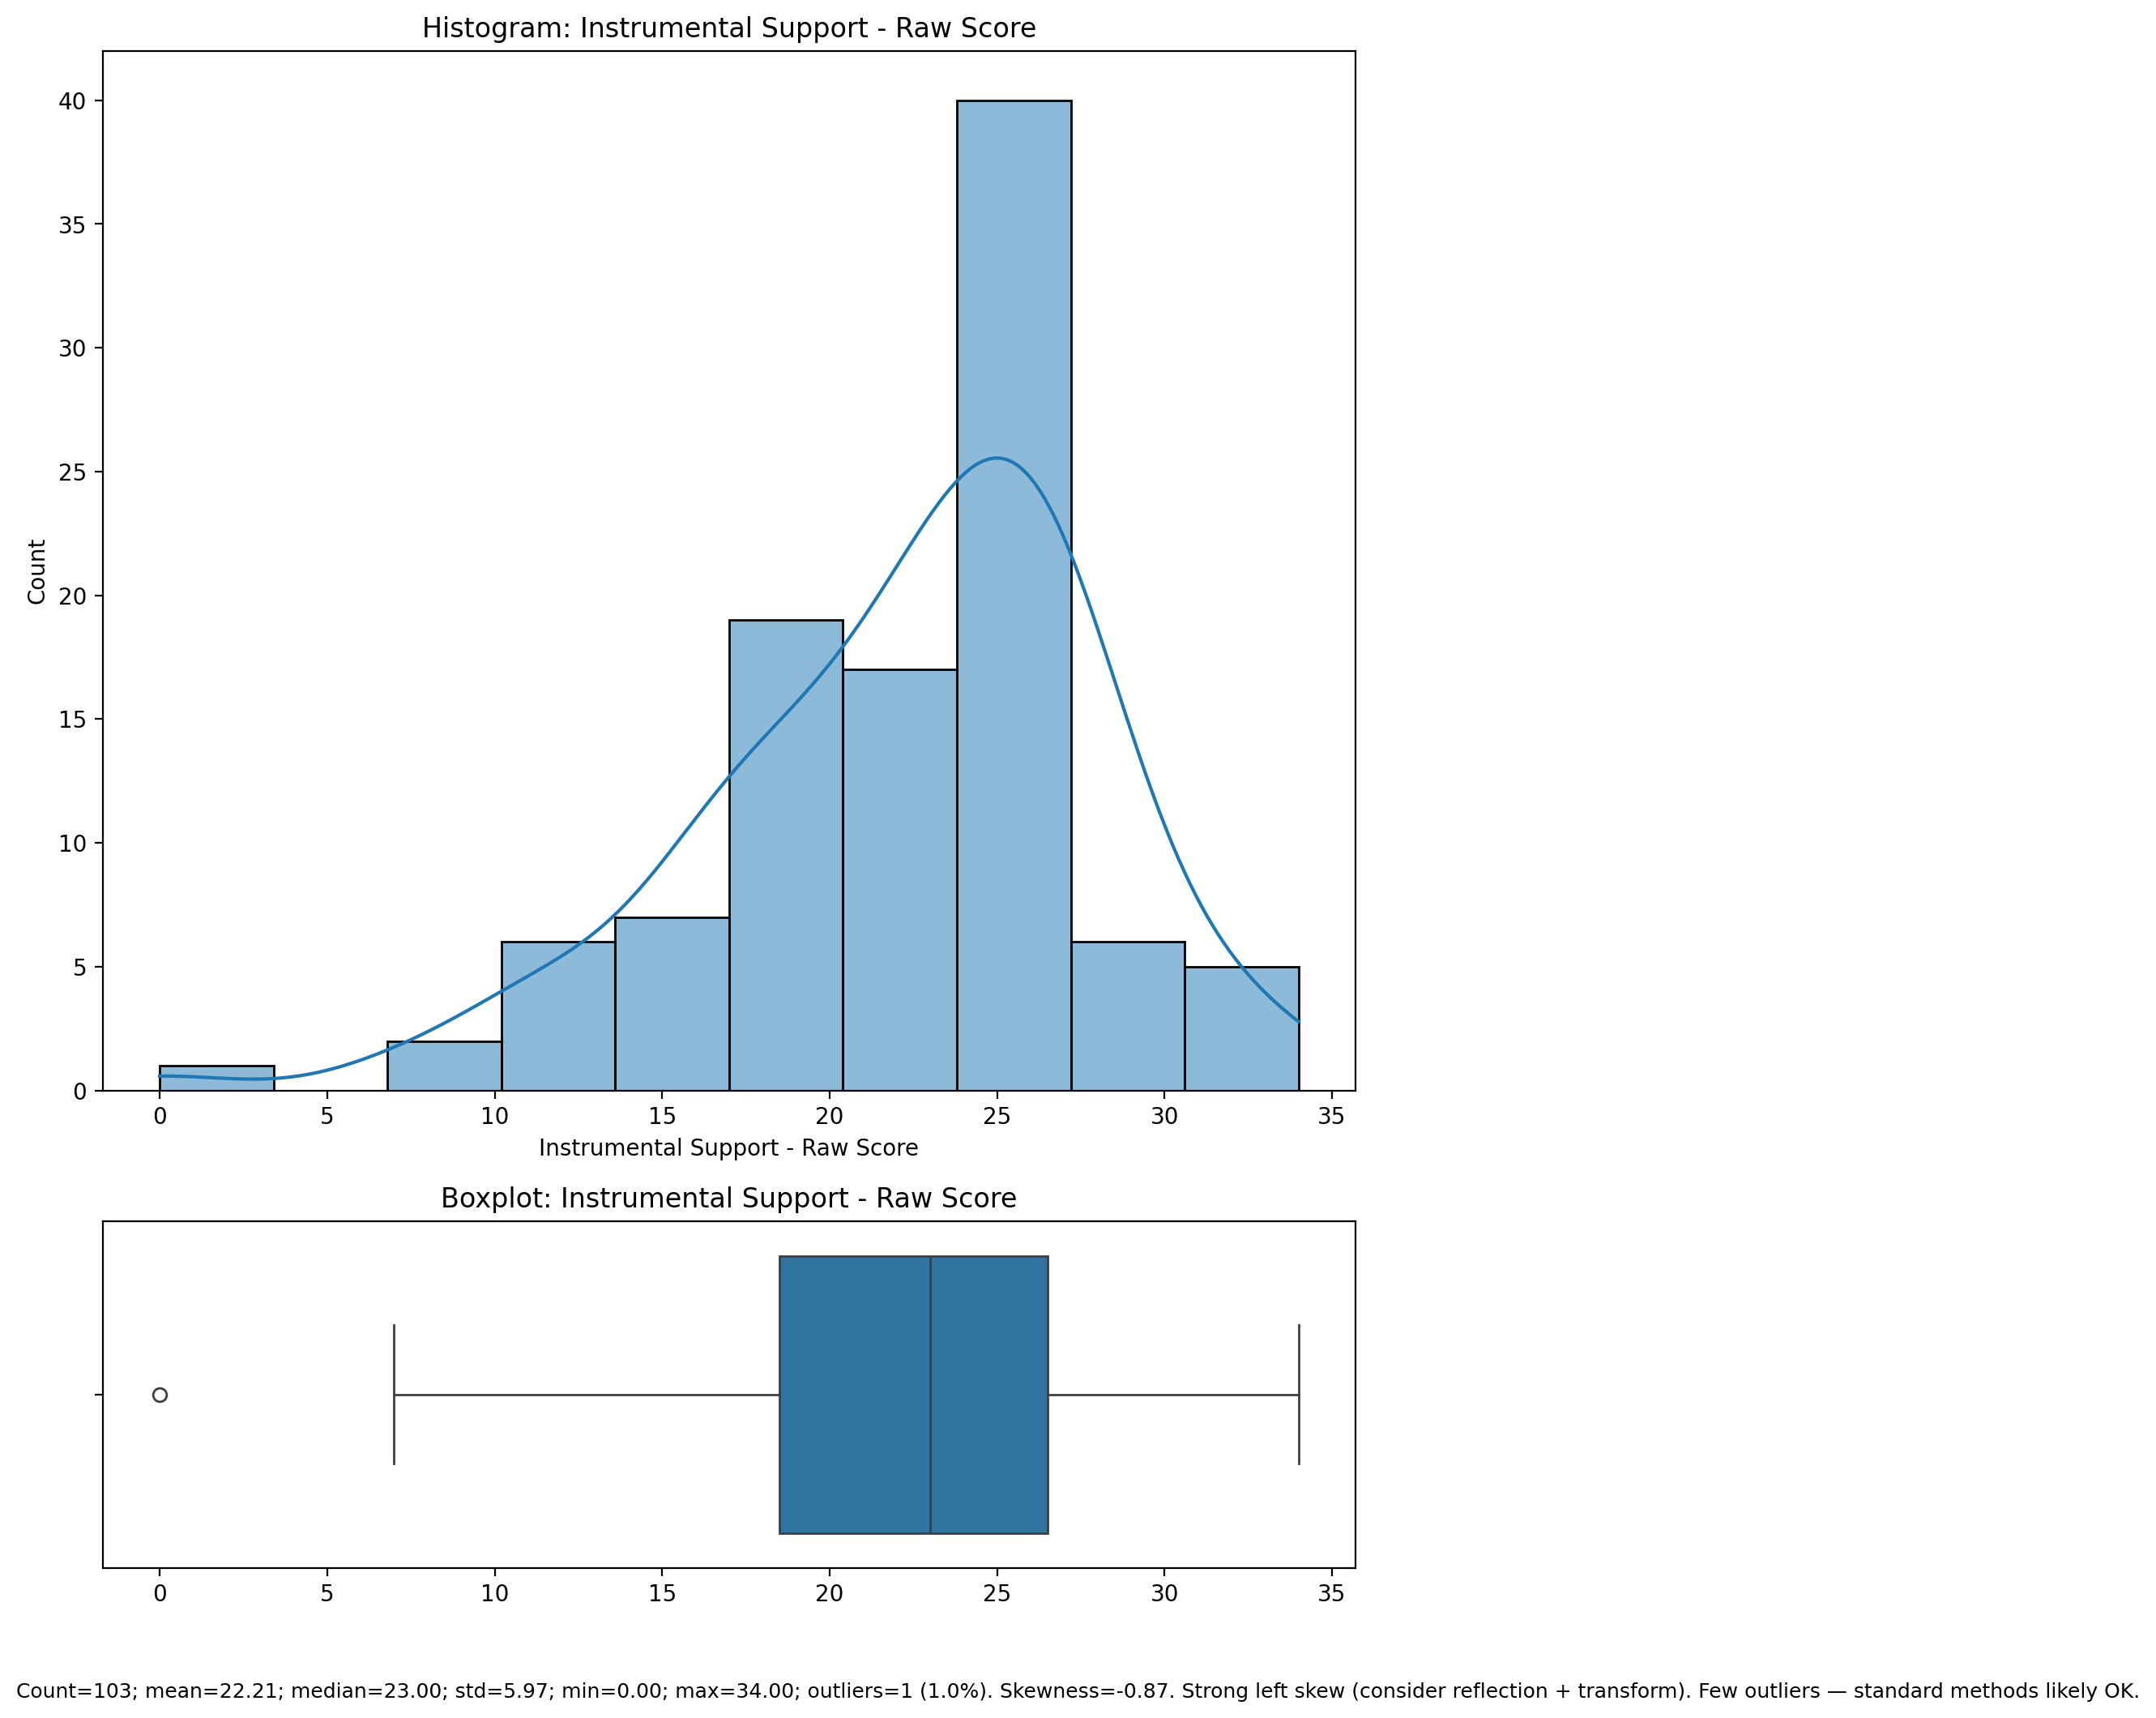 Histogram: Instrumental Support - Raw Score
40
35
30
25
20
15
10
5
0
Count
0 5 10 15 20 25 30 35
Instrumental Support - Raw Score
Boxplot: Instrumental Support - Raw Score
0 5 10 15 20 25 30 35
Count=103; mean=22.21; median=23.00; std=5.97; min=0.00; max=34.00; outliers=1 (1.0%). Skewness=-0.87. Strong left skew (consider reflection + transform). Few outliers — standard methods likely OK.